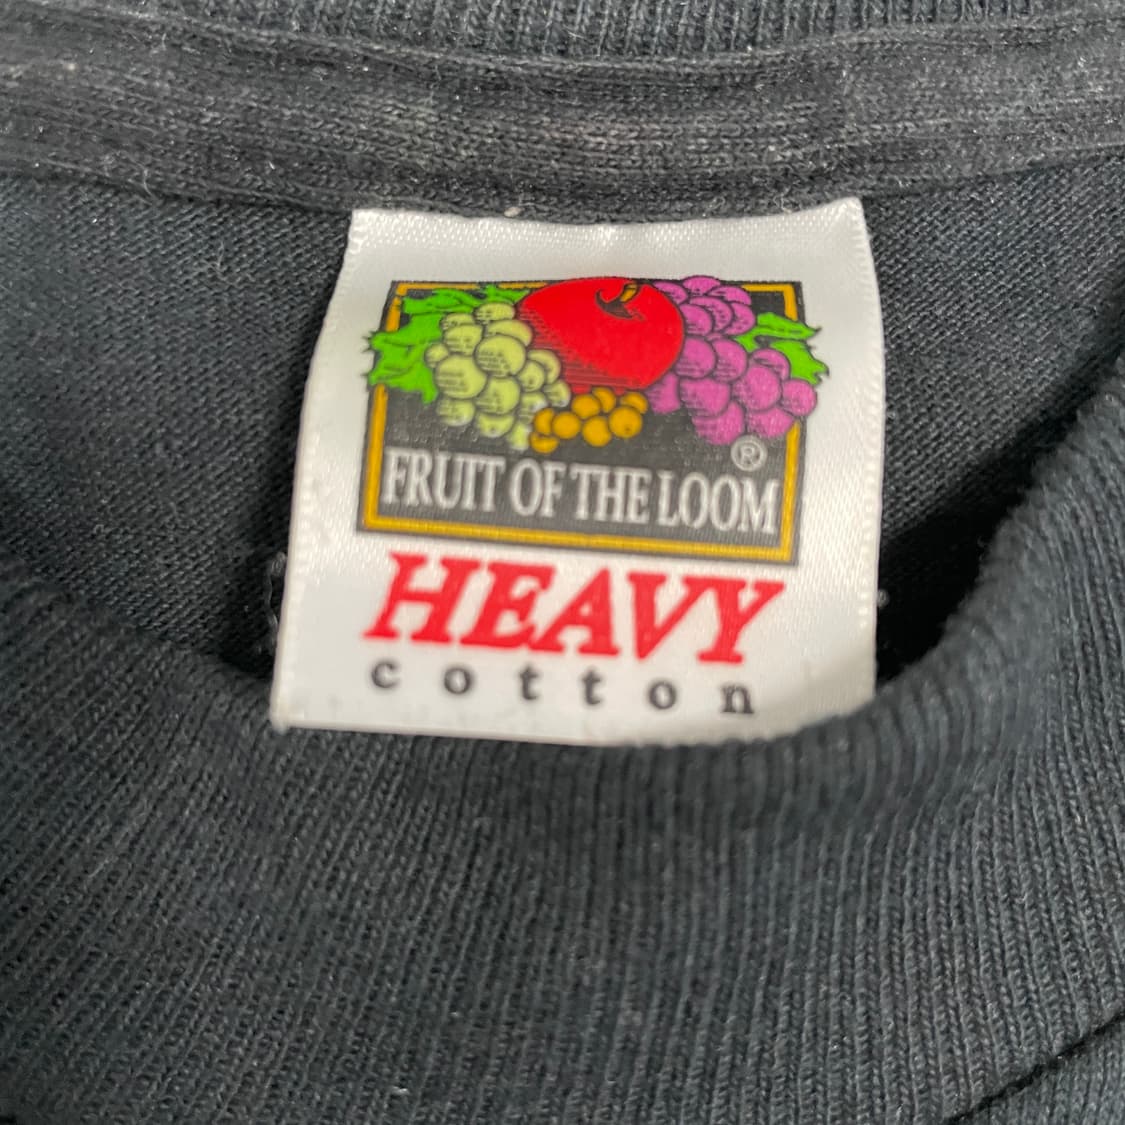 ®
FRUIT OF THE LOOM
HEAVY
cotton